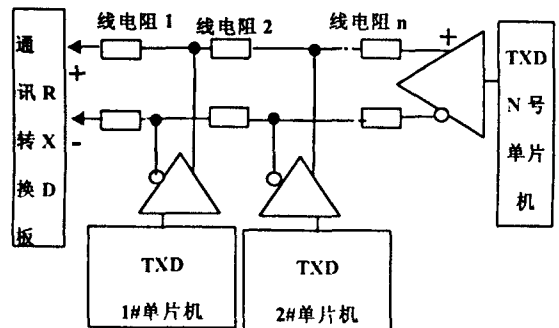 线电阻 1
线电阻 2
线电阻 n
通
讯 R
转 X
换 D
板
+
-
+
TXD
N 号
单片
机
TXD
1#单片机
TXD
2#单片机